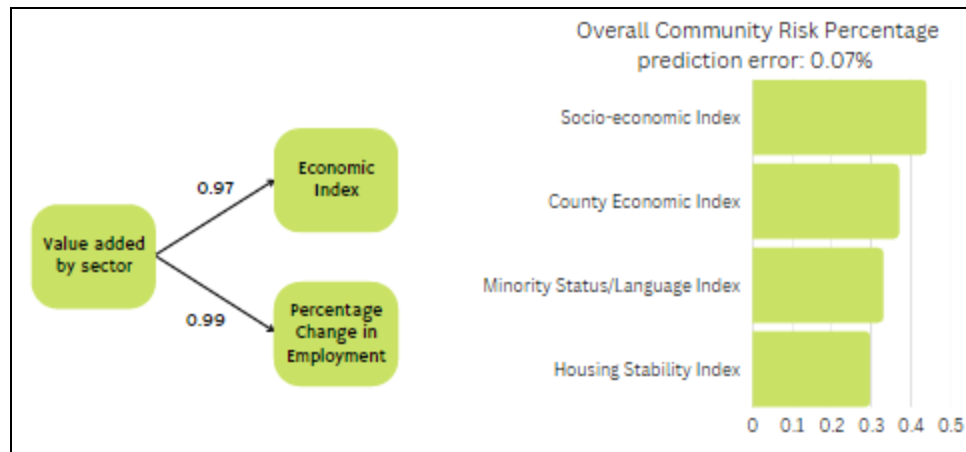 Value added
by sector
0.97
0.99
Economic
Index
Percentage
Change in
Employment
Overall Community Risk Percentage
prediction error: 0.07%
Socio-economic Index
County Economic Index
Minority Status/Language Index
Housing Stability Index
0 0.1 0.2 0.3 0.4 0.5